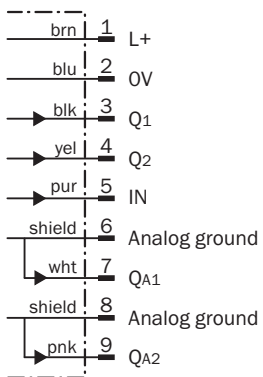 brn 1 L+
blu 2 0V
blk 3 Q1
yel 4 Q2
pur 5 IN
shield 6 Analog ground
wht 7 QA1
shield 8 Analog ground
pnk 9 QA2